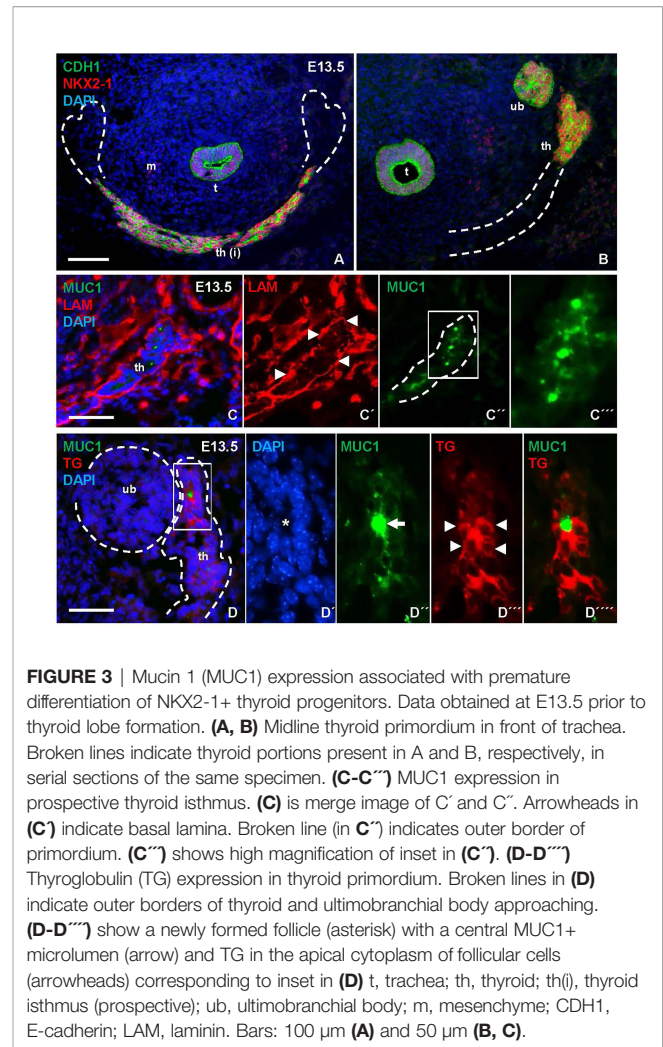 CDH1
NKX2-1
DAPI
E13.5
m
t
th (i)
A
ub
th
t
B
MUC1
LAM
DAPI
E13.5
th
C
LAM
C´
MUC1
C´´
C´´´
MUC1
TG
DAPI
E13.5
ub
th
D
DAPI
*
D´
MUC1
D´´
TG
D´´´
MUC1
TG
D´´´´
FIGURE 3 | Mucin 1 (MUC1) expression associated with premature
differentiation of NKX2-1+ thyroid progenitors. Data obtained at E13.5 prior to
thyroid lobe formation. (A, B) Midline thyroid primordium in front of trachea.
Broken lines indicate thyroid portions present in A and B, respectively, in
serial sections of the same specimen. (C-C´´´) MUC1 expression in
prospective thyroid isthmus. (C) is merge image of C´ and C´´. Arrowheads in
(C´) indicate basal lamina. Broken line (in C´´) indicates outer border of
primordium. (C´´´) shows high magnification of inset in (C´´). (D-D´´´´)
Thyroglobulin (TG) expression in thyroid primordium. Broken lines in (D)
indicate outer borders of thyroid and ultimobranchial body approaching.
(D-D´´´´) show a newly formed follicle (asterisk) with a central MUC1+
microlumen (arrow) and TG in the apical cytoplasm of follicular cells
(arrowheads) corresponding to inset in (D) t, trachea; th, thyroid; th(i), thyroid
isthmus (prospective); ub, ultimobranchial body; m, mesenchyme; CDH1,
E-cadherin; LAM, laminin. Bars: 100 µm (A) and 50 µm (B, C).